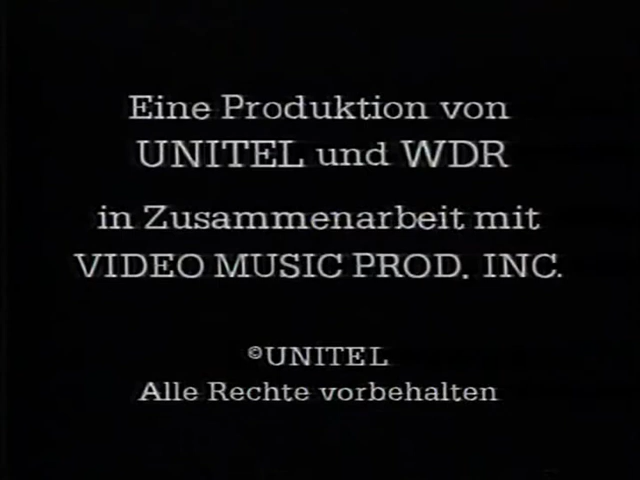 Eine Produktion von
UNITEL und WDR
in Zusammenarbeit mit
VIDEO MUSIC PROD. INC.
©UNITEL
Alle Rechte vorbehalten